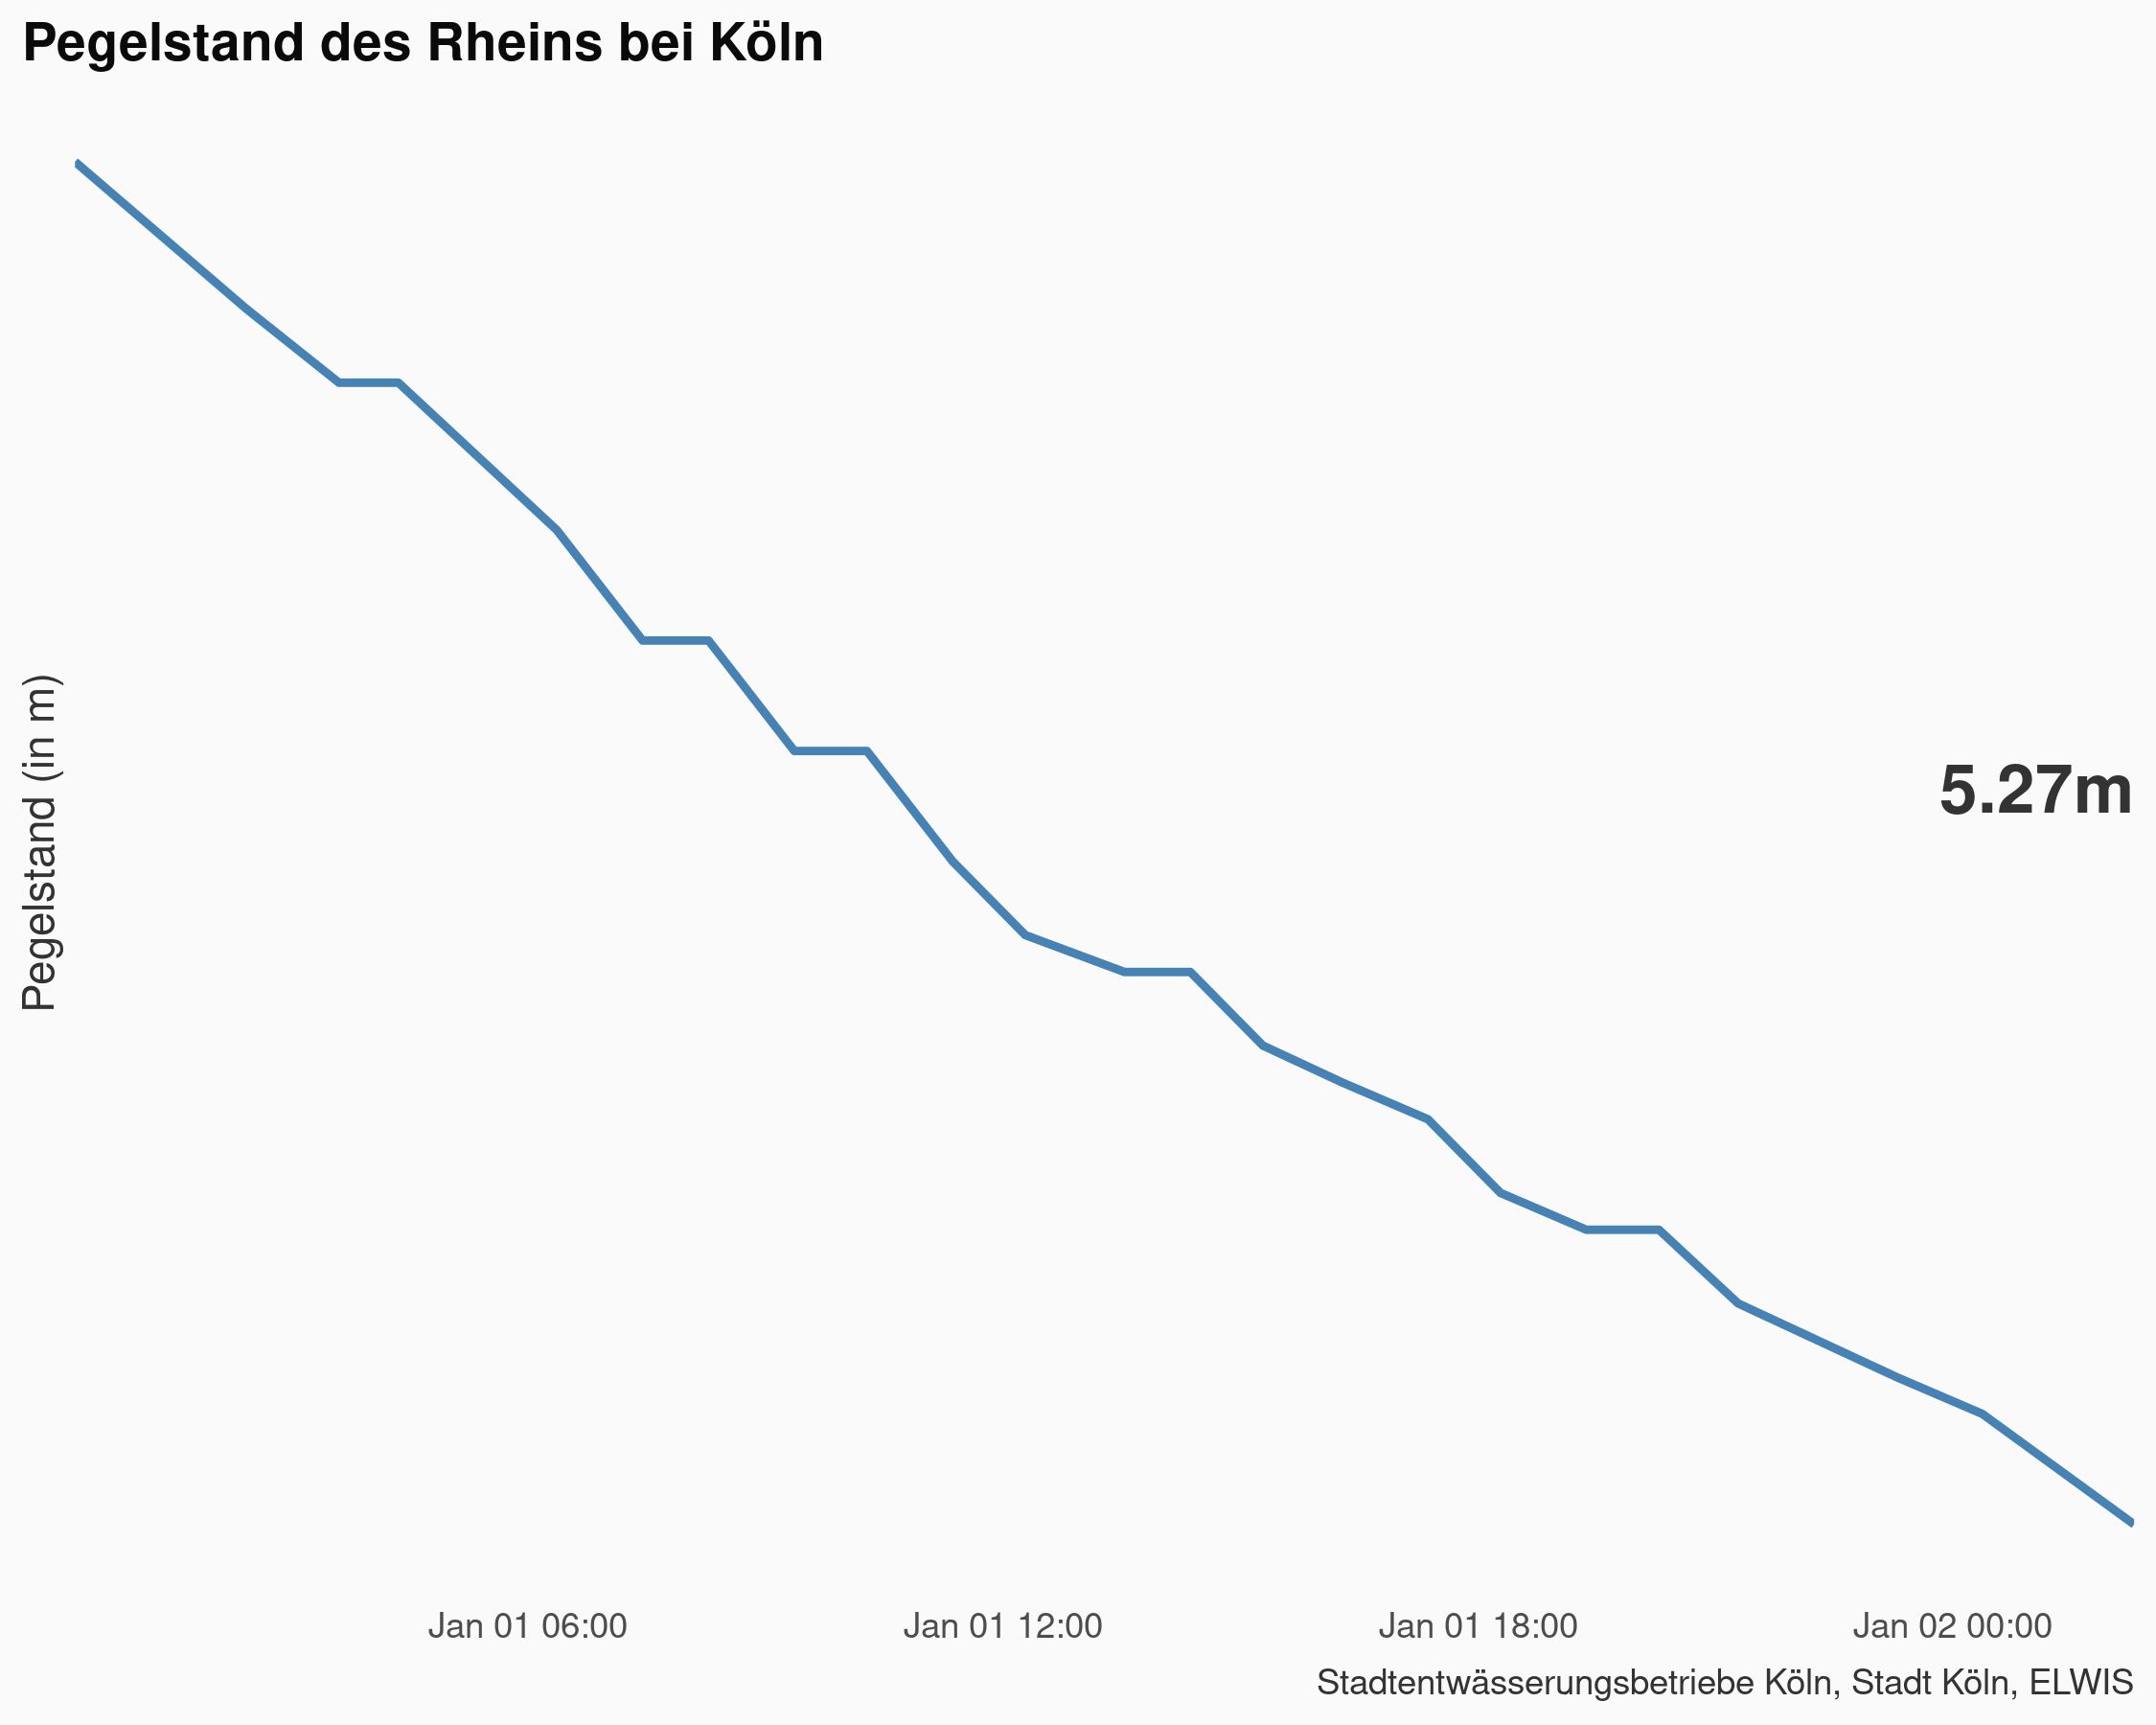 Pegelstand des Rheins bei Köln
Pegelstand (in m)
5.27m
Jan 01 06:00
Jan 01 12:00
Jan 01 18:00
Jan 02 00:00
Stadtentwässerungsbetriebe Köln, Stadt Köln, ELWIS